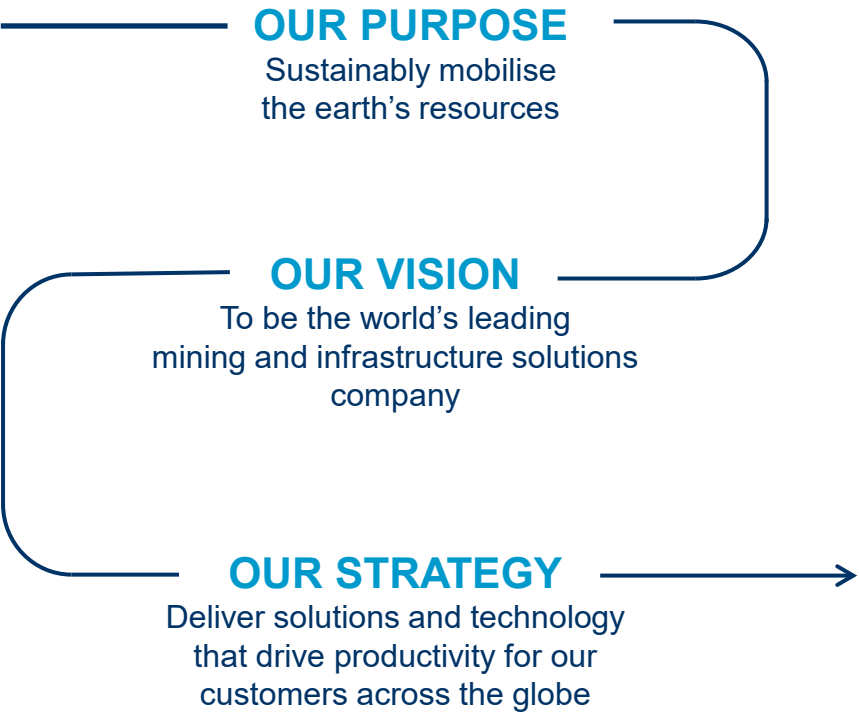 OUR PURPOSE
Sustainably mobilise
the earth’s resources
OUR VISION
To be the world’s leading
mining and infrastructure solutions
company
OUR STRATEGY
Deliver solutions and technology
that drive productivity for our
customers across the globe